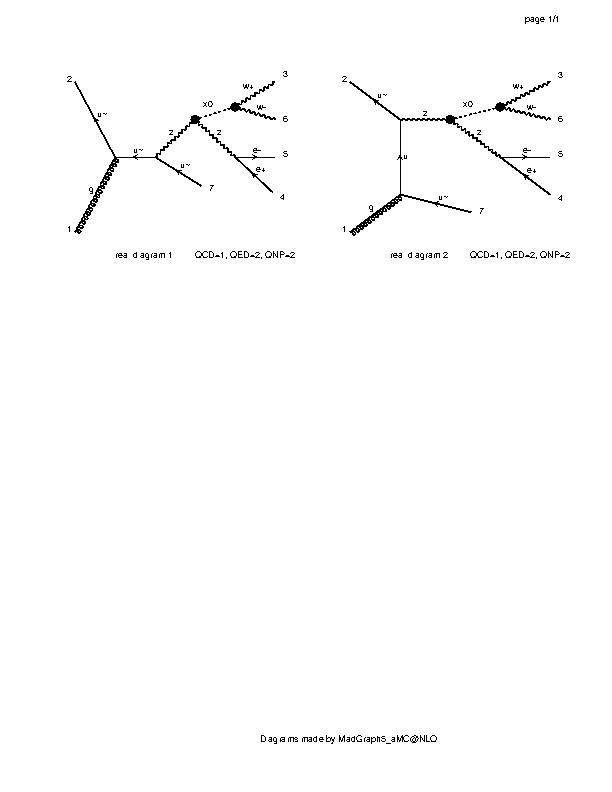 page 1/1
2
3
w+
x0
w-
6
u~
z
z
5
e-
u~
e+
u~
g
7
4
1
real diagram 1 QCD=1, QED=2, QNP=2
2
3
w+
x0
w-
6
u~
z
z
5
e-
u
e+
4
u~
g
7
1
real diagram 2 QCD=1, QED=2, QNP=2
Diagrams made by MadGraph5_aMC@NLO